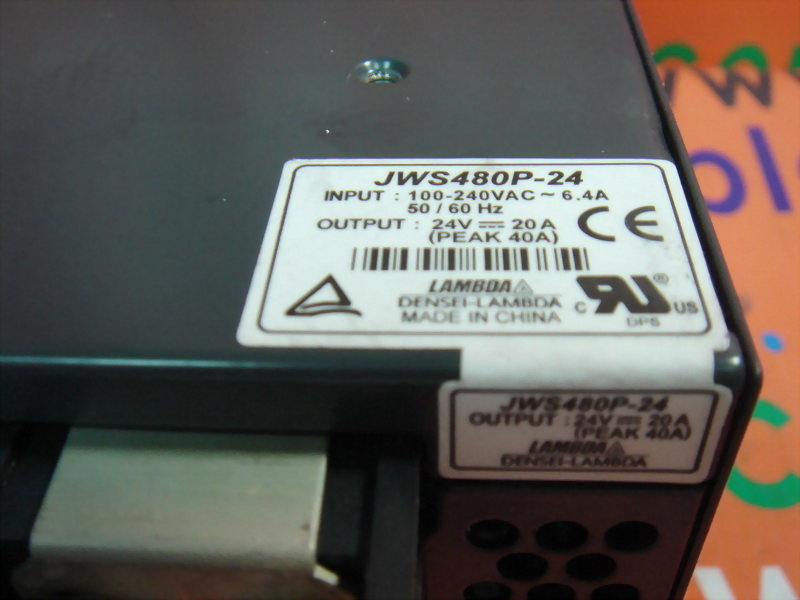 JWS480P-24
INPUT : 100-240VAC ~ 6.4A
50 / 60 Hz
OUTPUT : 24V ⎓ 20A
(PEAK 40A)
CE
LAMBDA
DENSEI-LAMBDA
MADE IN CHINA
C RU ® US
DPS
JWS480P-24
OUTPUT : 24V ⎓ 20A
(PEAK 40A)
LAMBDA
DENSEI-LAMBDA